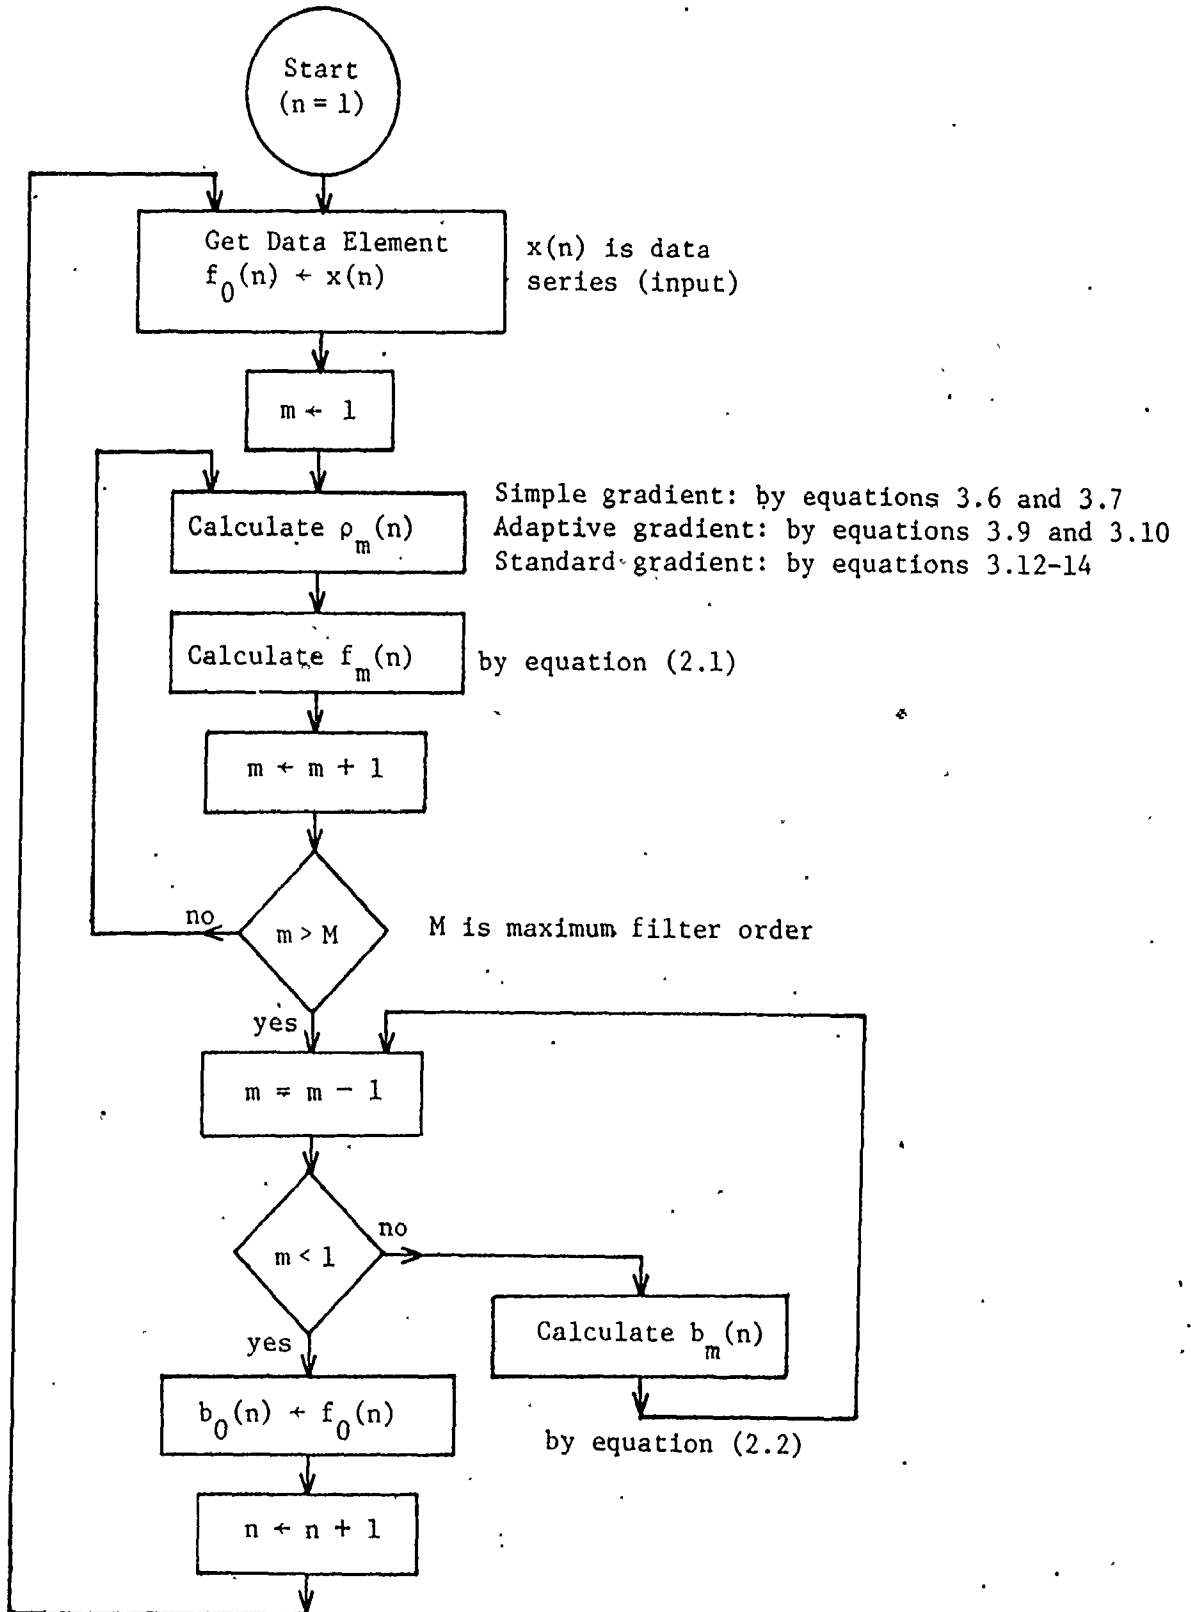 Start
(n = 1)
Get Data Element
f₀(n) ← x(n)
x(n) is data
series (input)
m ← 1
Calculate ρₘ(n)
Simple gradient: by equations 3.6 and 3.7
Adaptive gradient: by equations 3.9 and 3.10
Standard gradient: by equations 3.12-14
Calculate fₘ(n)
by equation (2.1)
m ← m + 1
no
m > M
M is maximum filter order
yes
m = m - 1
no
m < 1
yes
Calculate bₘ(n)
by equation (2.2)
b₀(n) ← f₀(n)
n ← n + 1